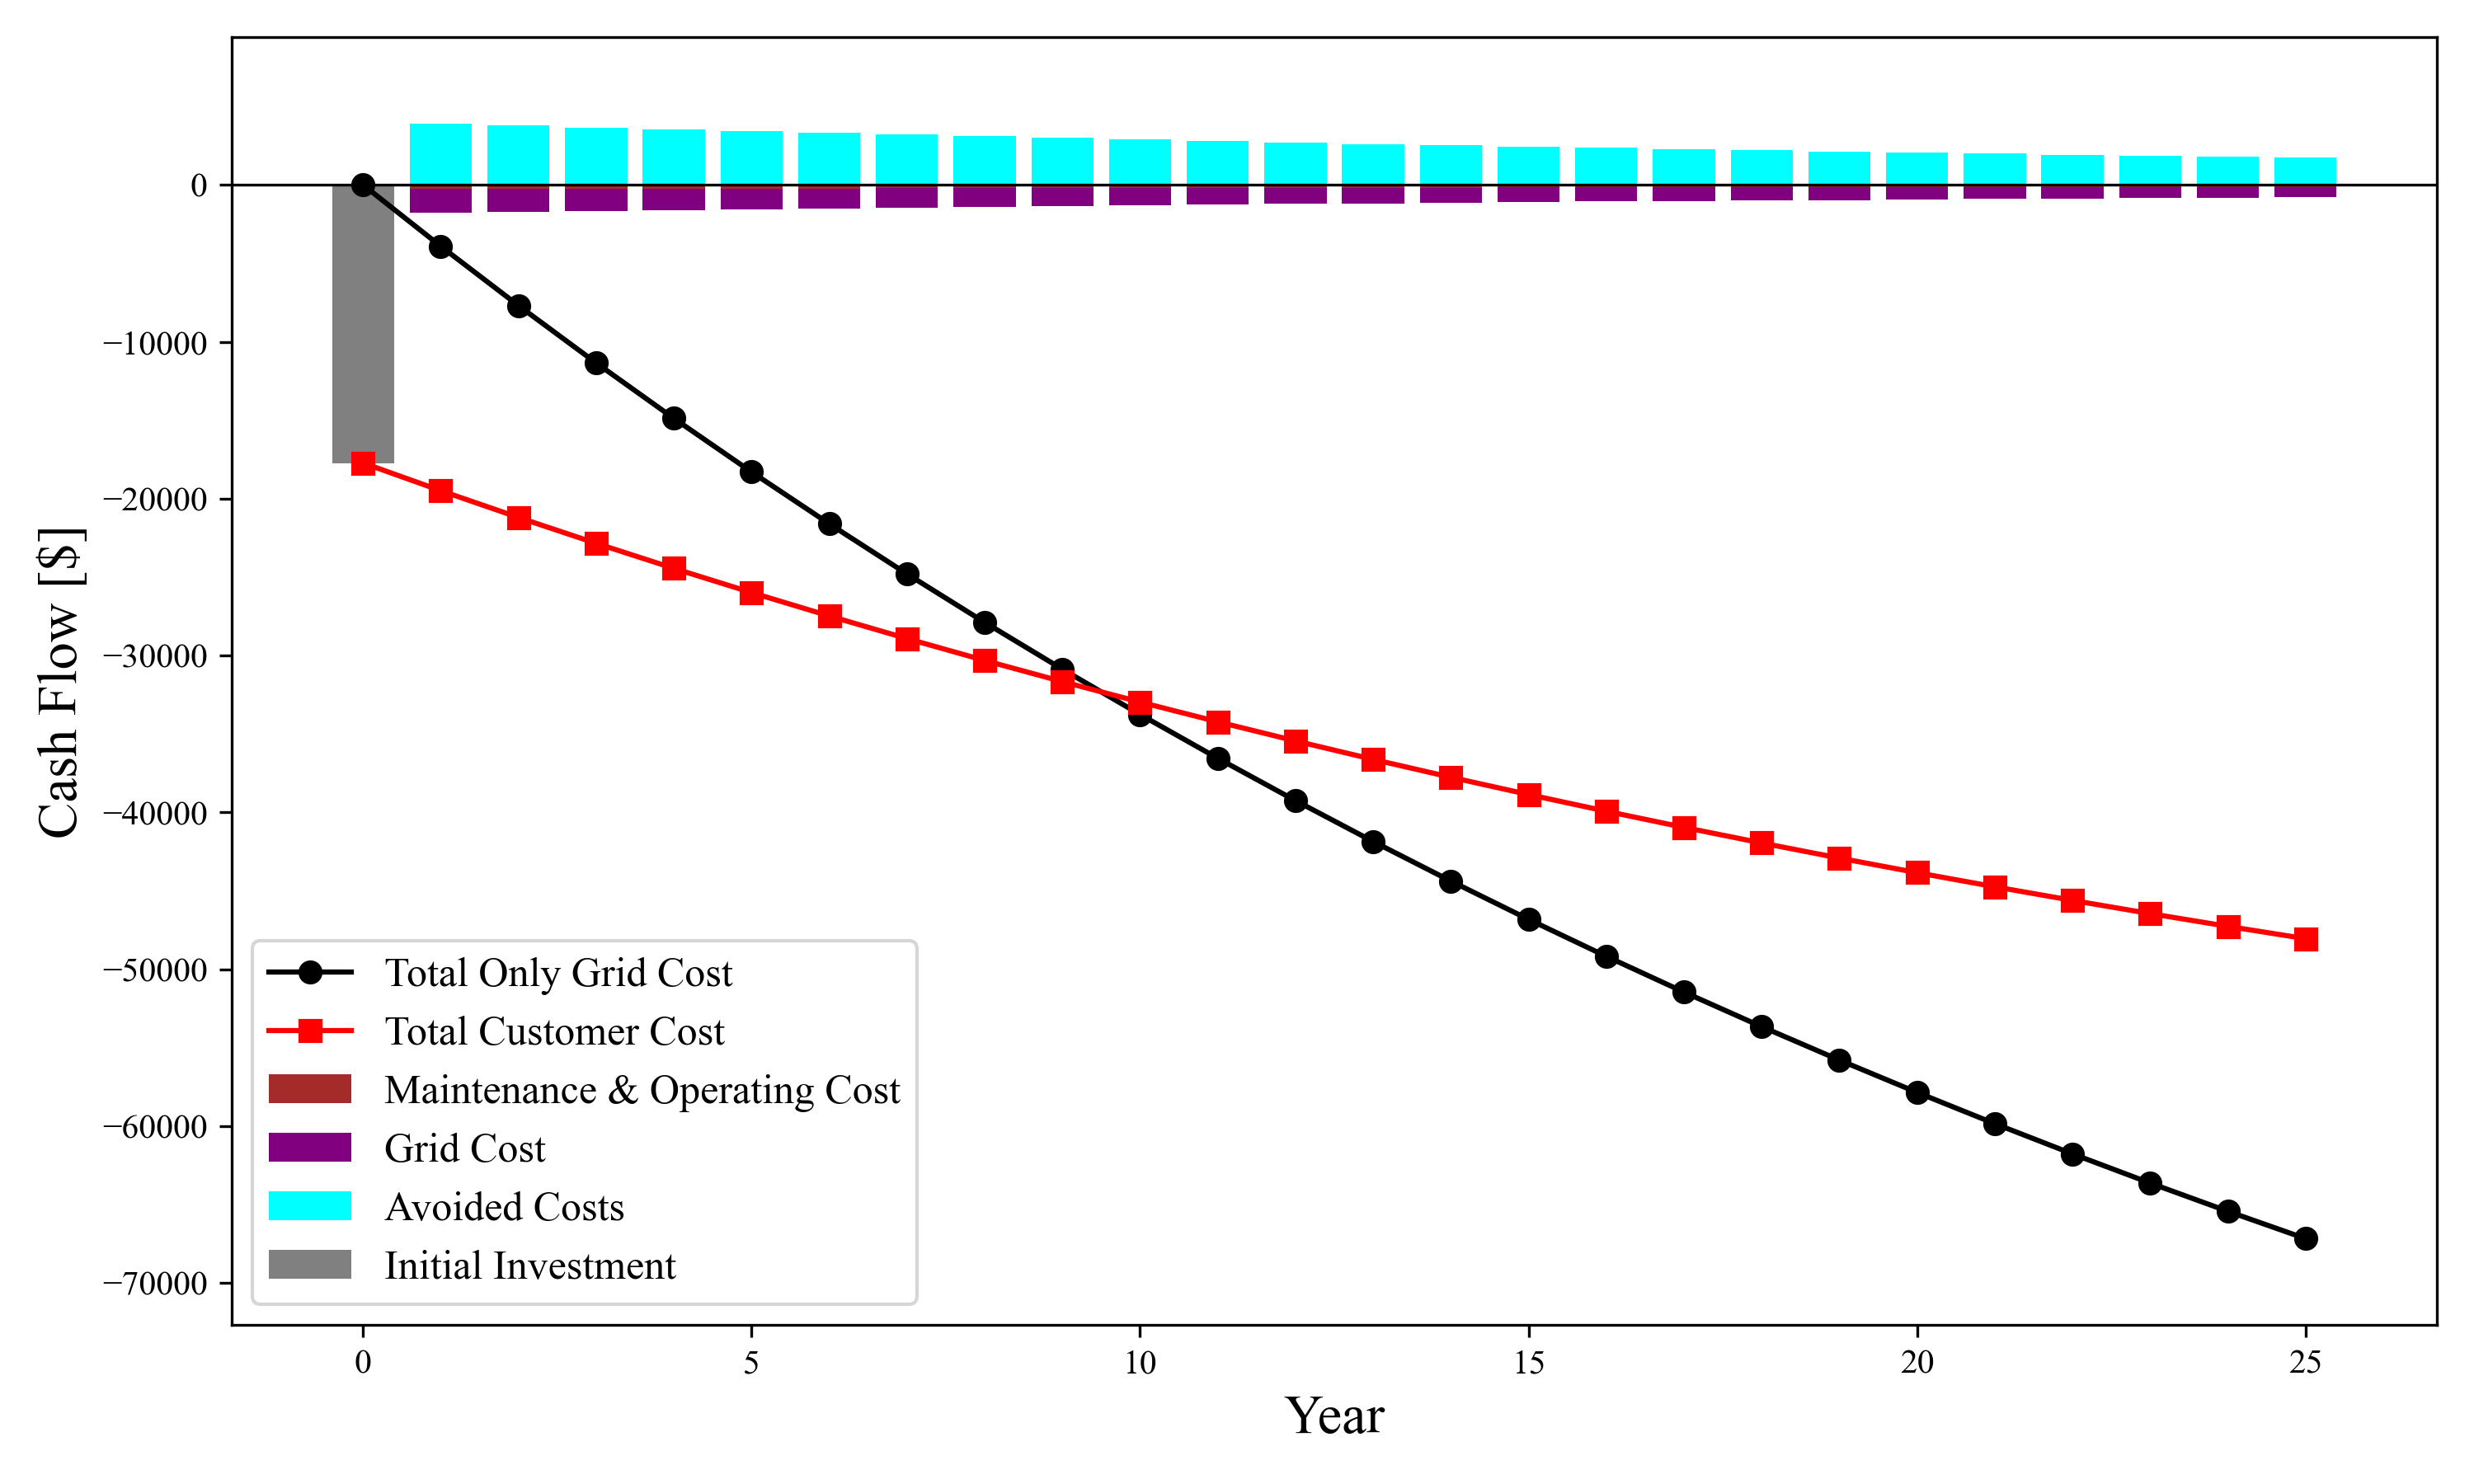 0
−10000
−20000
−30000
−40000
−50000
−60000
−70000
Cash Flow [$]
Total Only Grid Cost
Total Customer Cost
Maintenance & Operating Cost
Grid Cost
Avoided Costs
Initial Investment
0 5 10 15 20 25
Year